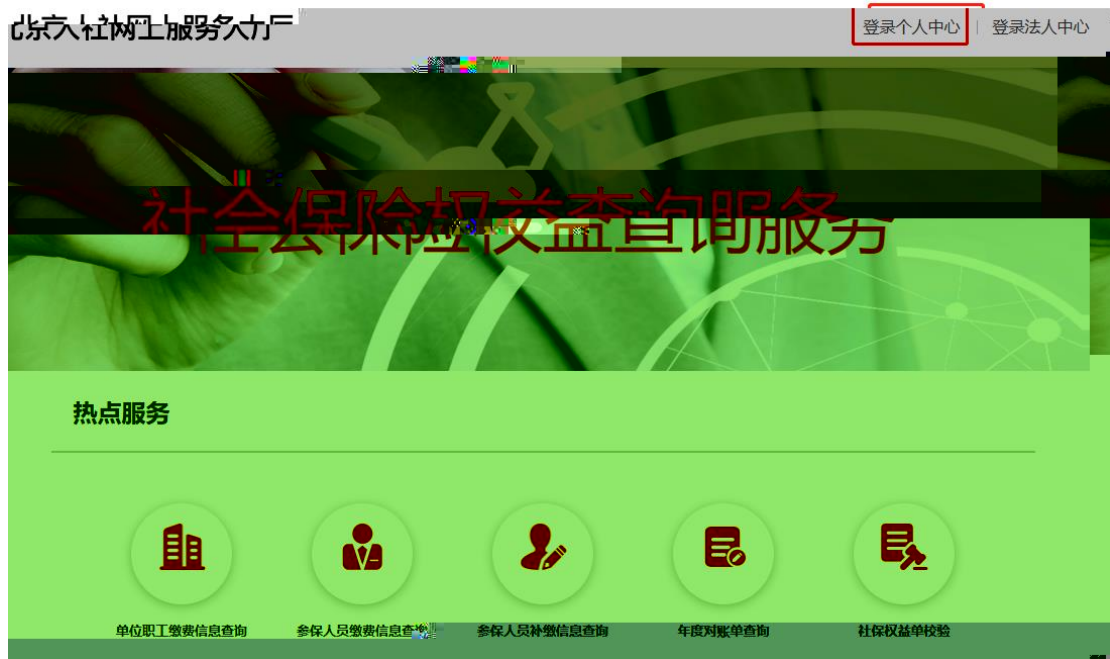 北京人社网上服务大厅
登录个人中心 | 登录法人中心
社会保险权益查询服务
热点服务
单位职工缴费信息查询
参保人员缴费信息查询
参保人员补缴信息查询
年度对账单查询
社保权益单校验